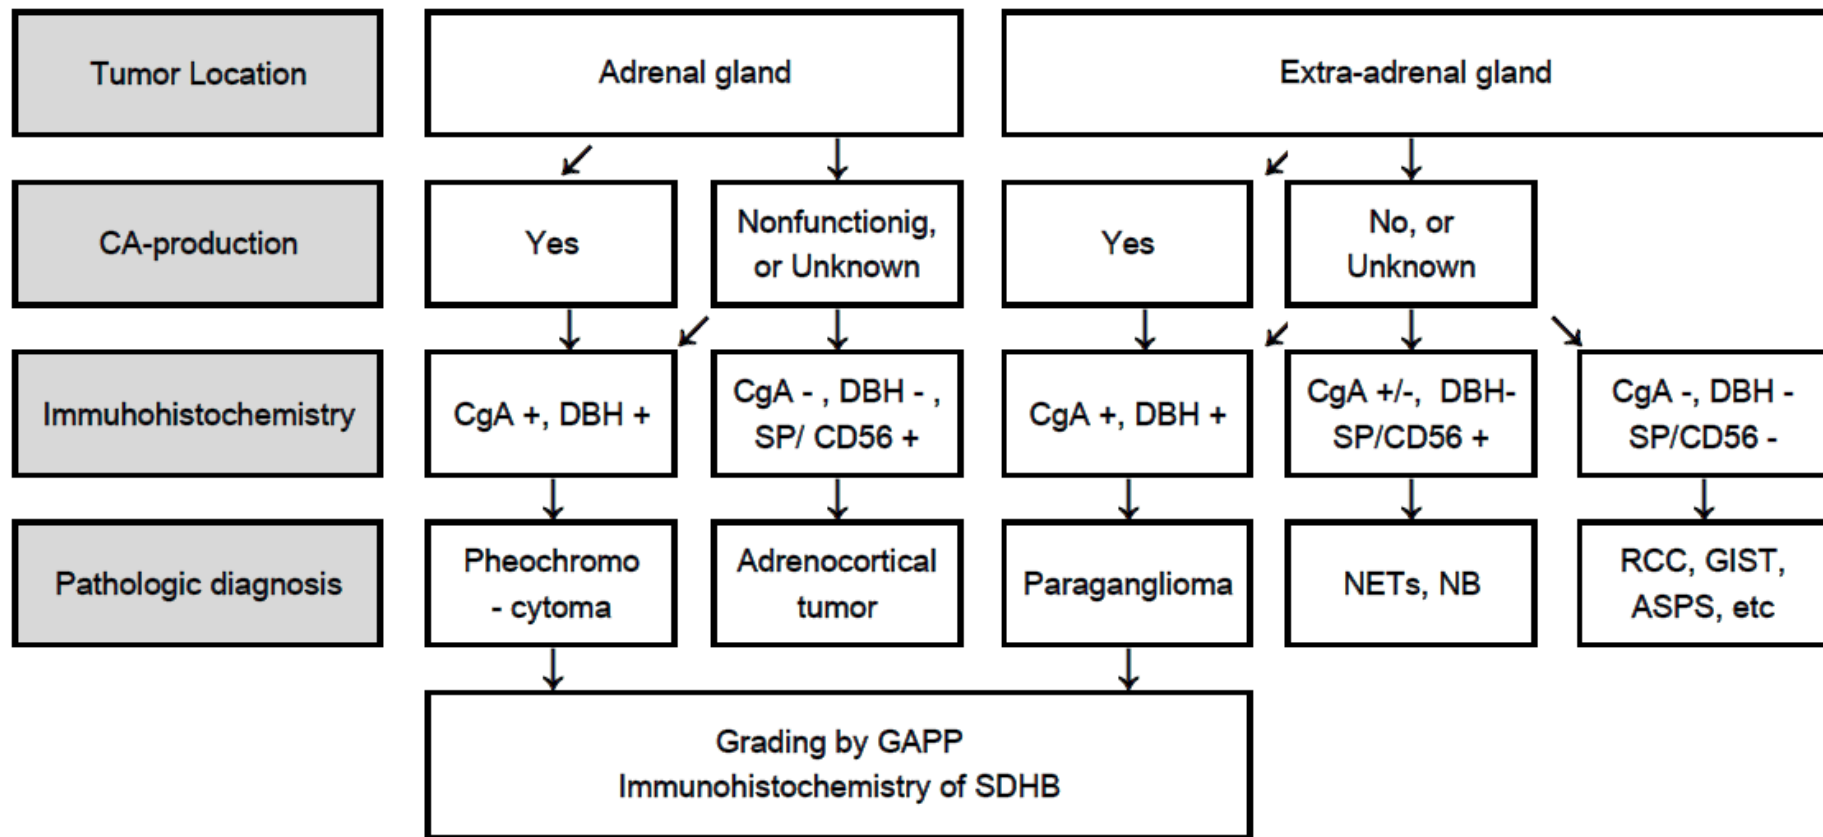 Tumor Location
Adrenal gland
Extra-adrenal gland
CA-production
Yes
Nonfunctionig,
or Unknown
Yes
No, or
Unknown
Immuhohistochemistry
CgA +, DBH +
CgA - , DBH - ,
SP/ CD56 +
CgA +, DBH +
CgA +/-, DBH-
SP/CD56 +
CgA -, DBH -
SP/CD56 -
Pathologic diagnosis
Pheochromo
- cytoma
Adrenocortical
tumor
Paraganglioma
NETs, NB
RCC, GIST,
ASPS, etc
Grading by GAPP
Immunohistochemistry of SDHB